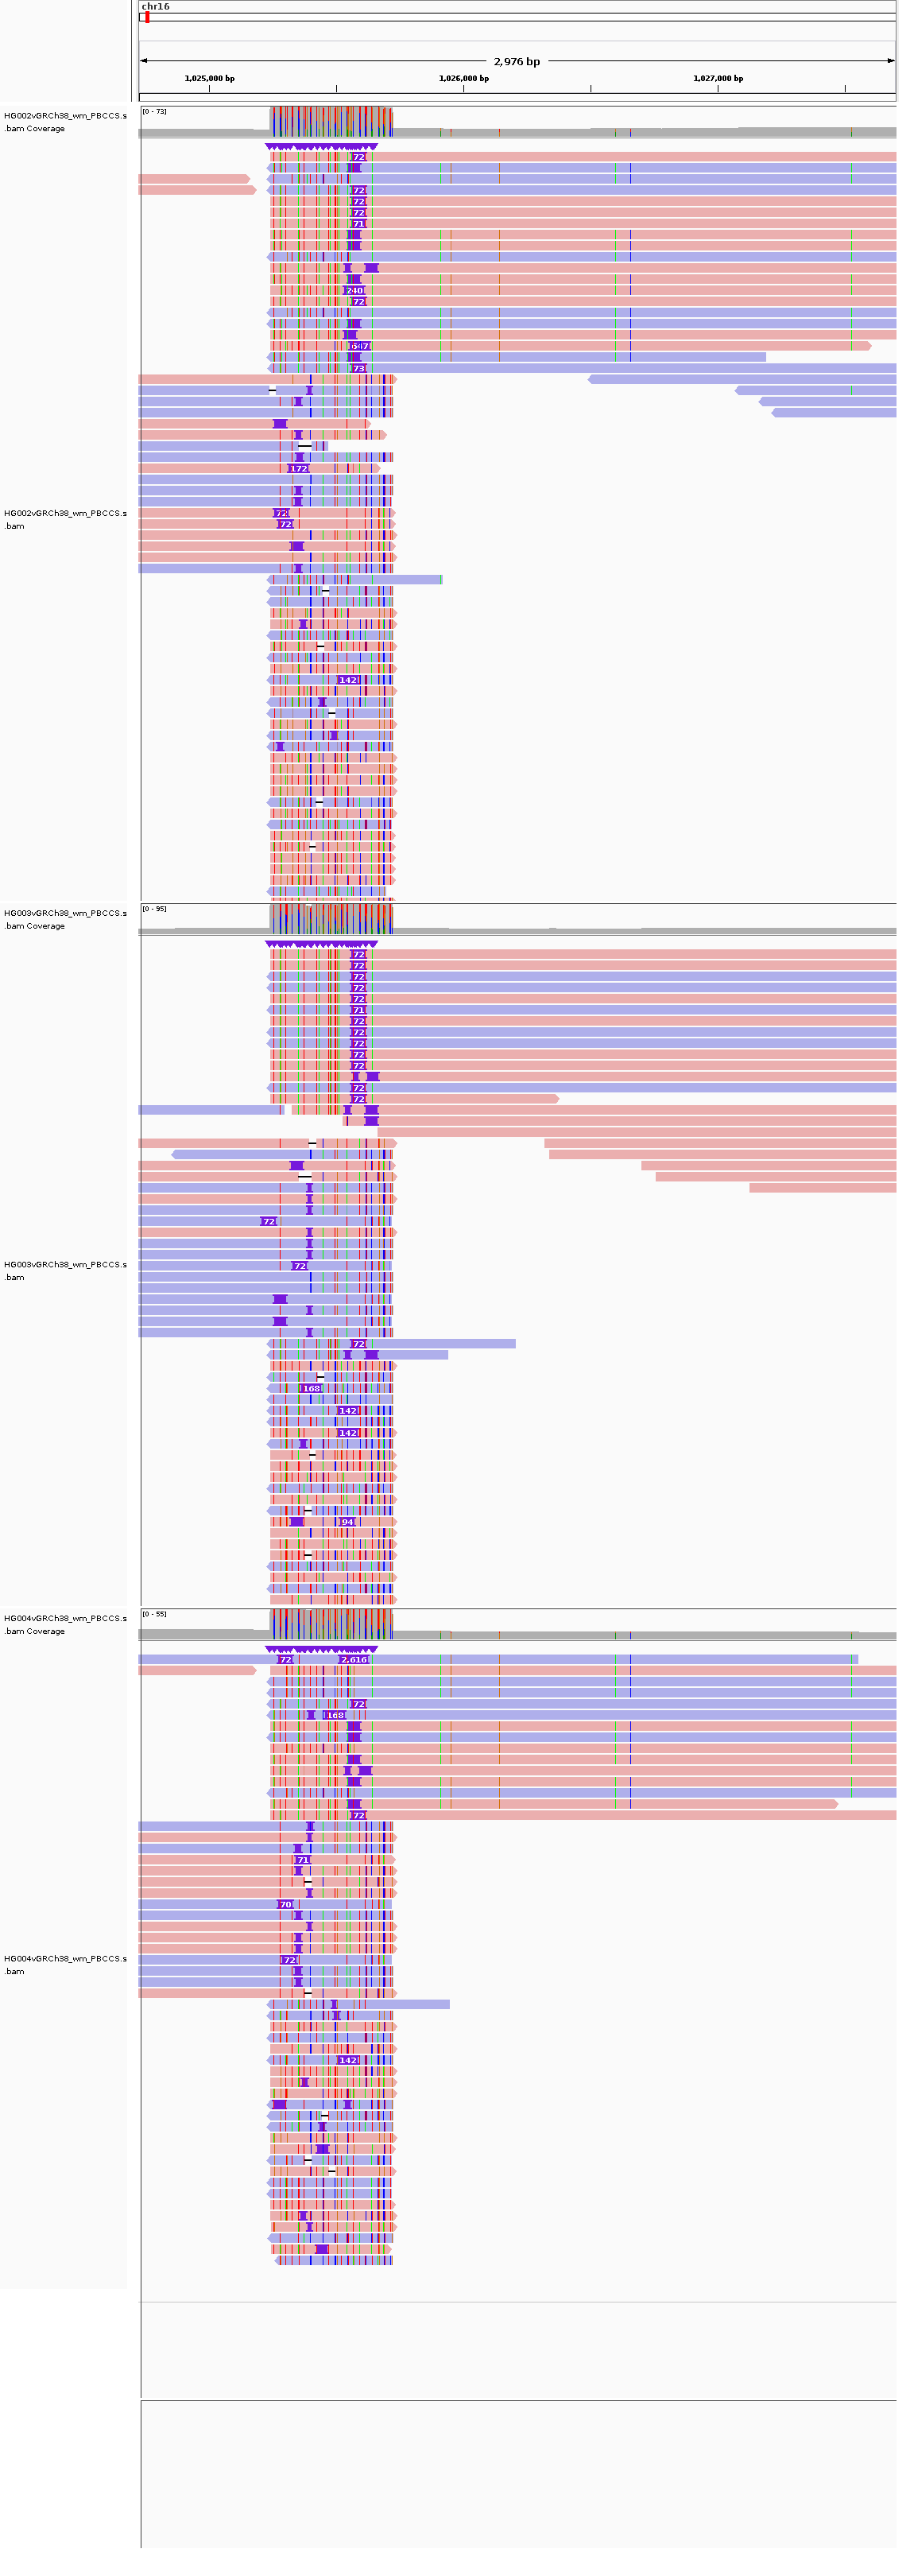 chr16
2,976 bp
1,025,000 bp 1,026,000 bp 1,027,000 bp
HG002vGRCh38_wm_PBCCS.s
.bam Coverage
[0 - 73]
72
72
72
72
71
240
72
647
73
172
HG002vGRCh38_wm_PBCCS.s
.bam
72
72
142
HG003vGRCh38_wm_PBCCS.s
.bam Coverage
[0 - 95]
72
72
72
72
72
71
72
72
72
72
72
72
72
72
HG003vGRCh38_wm_PBCCS.s
.bam
72
72
168
142
142
94
HG004vGRCh38_wm_PBCCS.s
.bam Coverage
[0 - 55]
72 2,616
72
168
72
71
70
HG004vGRCh38_wm_PBCCS.s
.bam
72
142